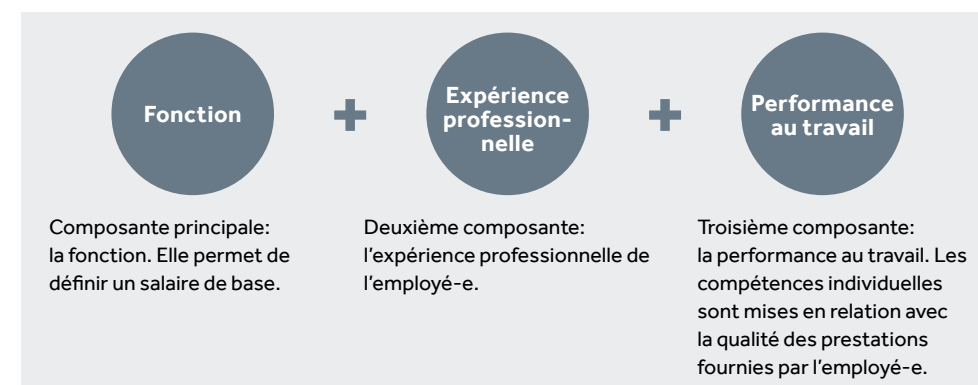 Fonction
+
Expérience
profession-
nelle
+
Performance
au travail
Composante principale:
la fonction. Elle permet de
définir un salaire de base.
Deuxième composante:
l’expérience professionnelle de
l’employé-e.
Troisième composante:
la performance au travail. Les
compétences individuelles
sont mises en relation avec
la qualité des prestations
fournies par l’employé-e.